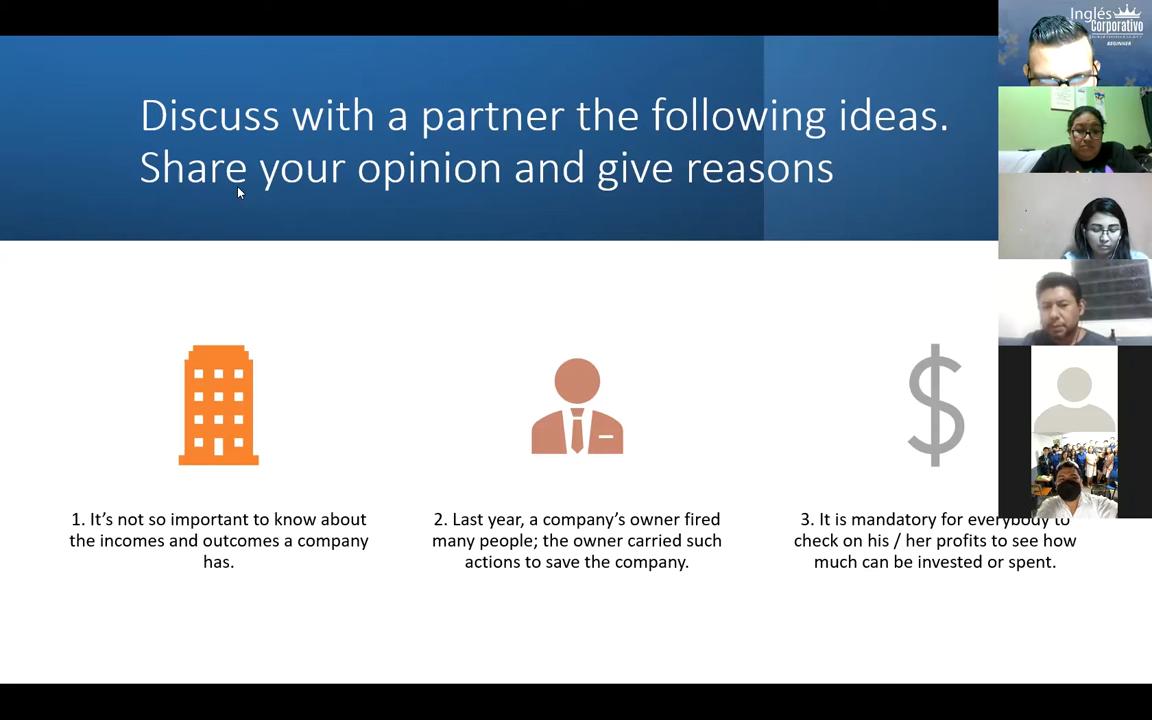 Discuss with a partner the following ideas.
Share your opinion and give reasons
Inglés
Corporativo
BEGINNER
1. It’s not so important to know about
the incomes and outcomes a company
has.
2. Last year, a company’s owner fired
many people; the owner carried such
actions to save the company.
3. It is mandatory for everybody to
check on his / her profits to see how
much can be invested or spent.